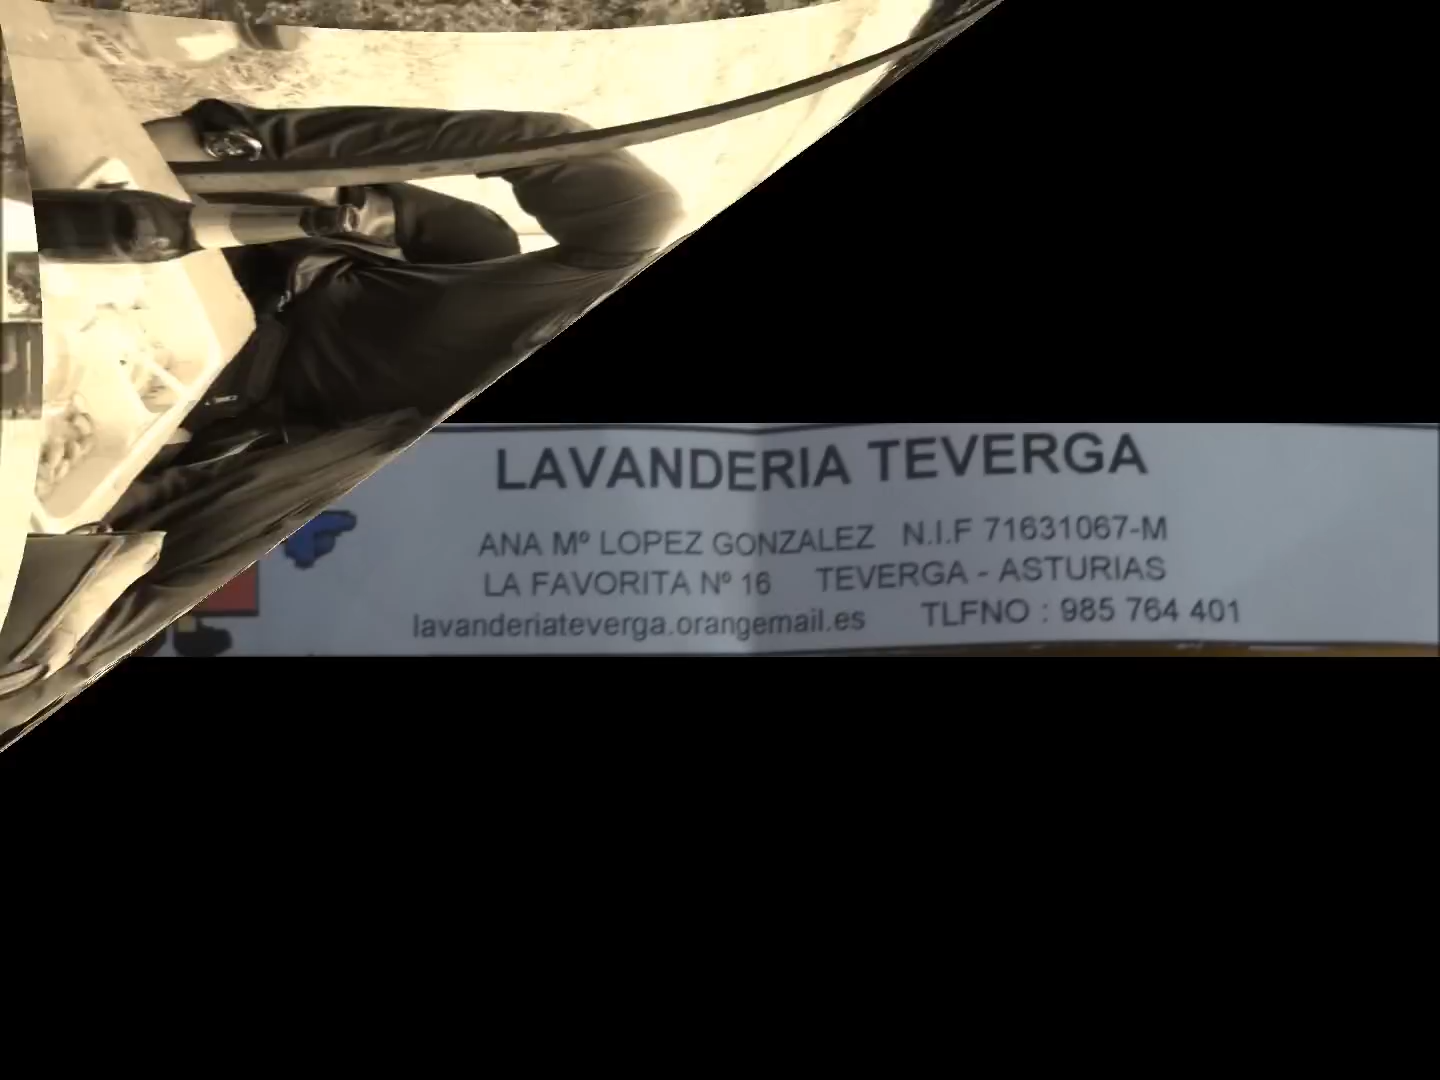 LAVANDERIA TEVERGA
ANA Mº LOPEZ GONZALEZ N.I.F 71631067-M
LA FAVORITA Nº 16 TEVERGA - ASTURIAS
lavanderiateverga.orangemail.es TLFNO : 985 764 401